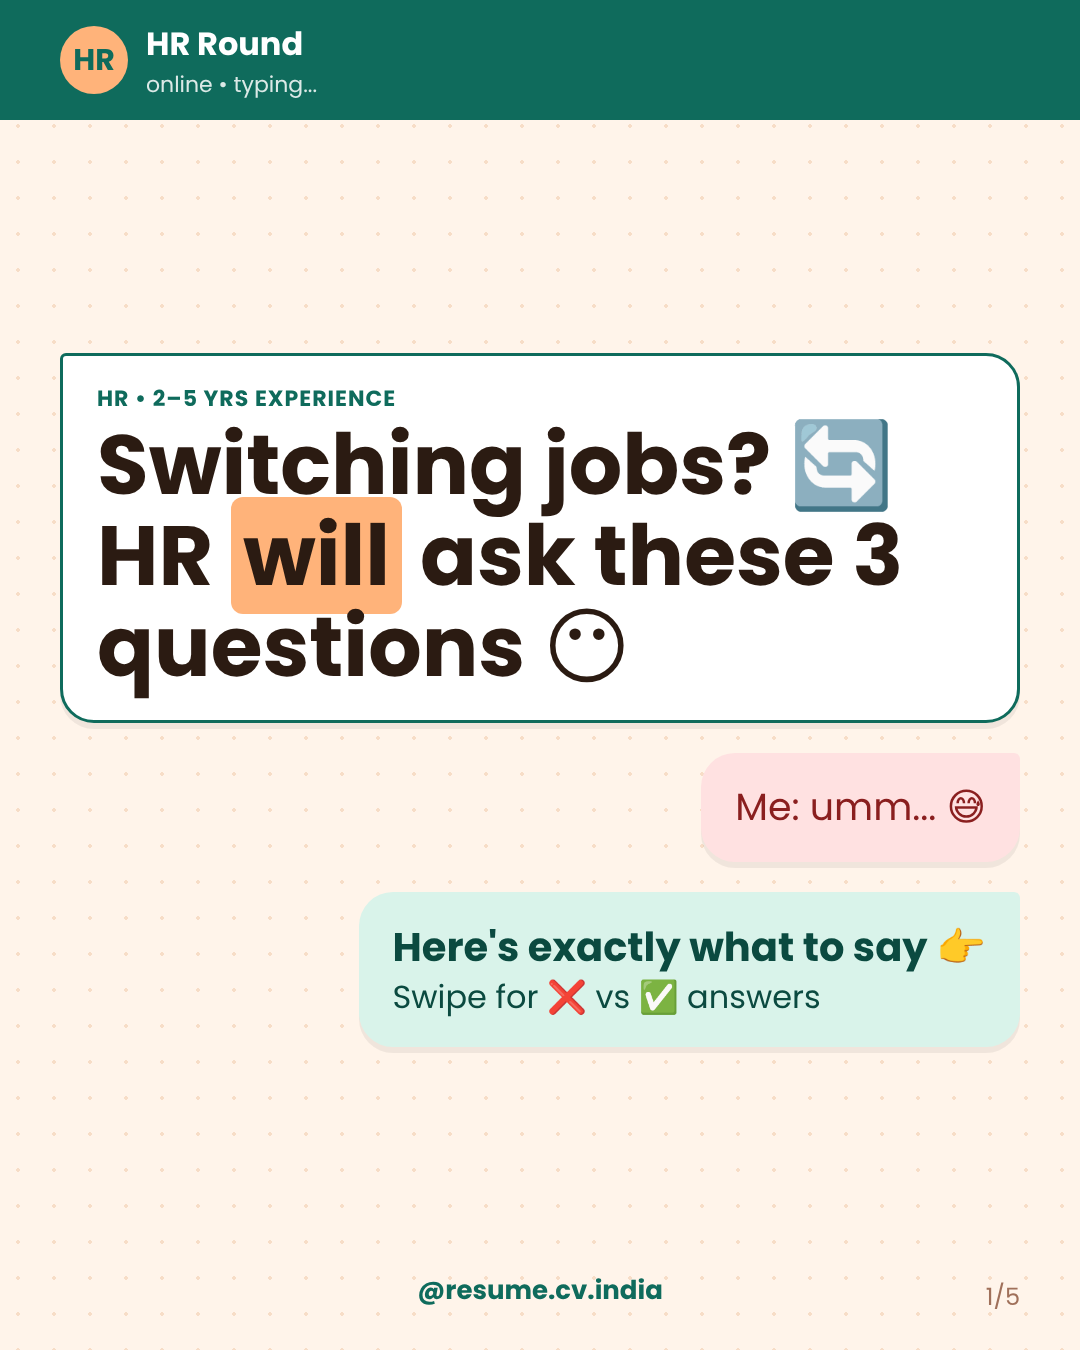 HR
HR Round
online • typing...
HR • 2–5 YRS EXPERIENCE
Switching jobs? 🔄
HR will ask these 3
questions 😶
Me: umm... 😅
Here's exactly what to say 👉
Swipe for ❌ vs ✅ answers
@resume.cv.india
1/5